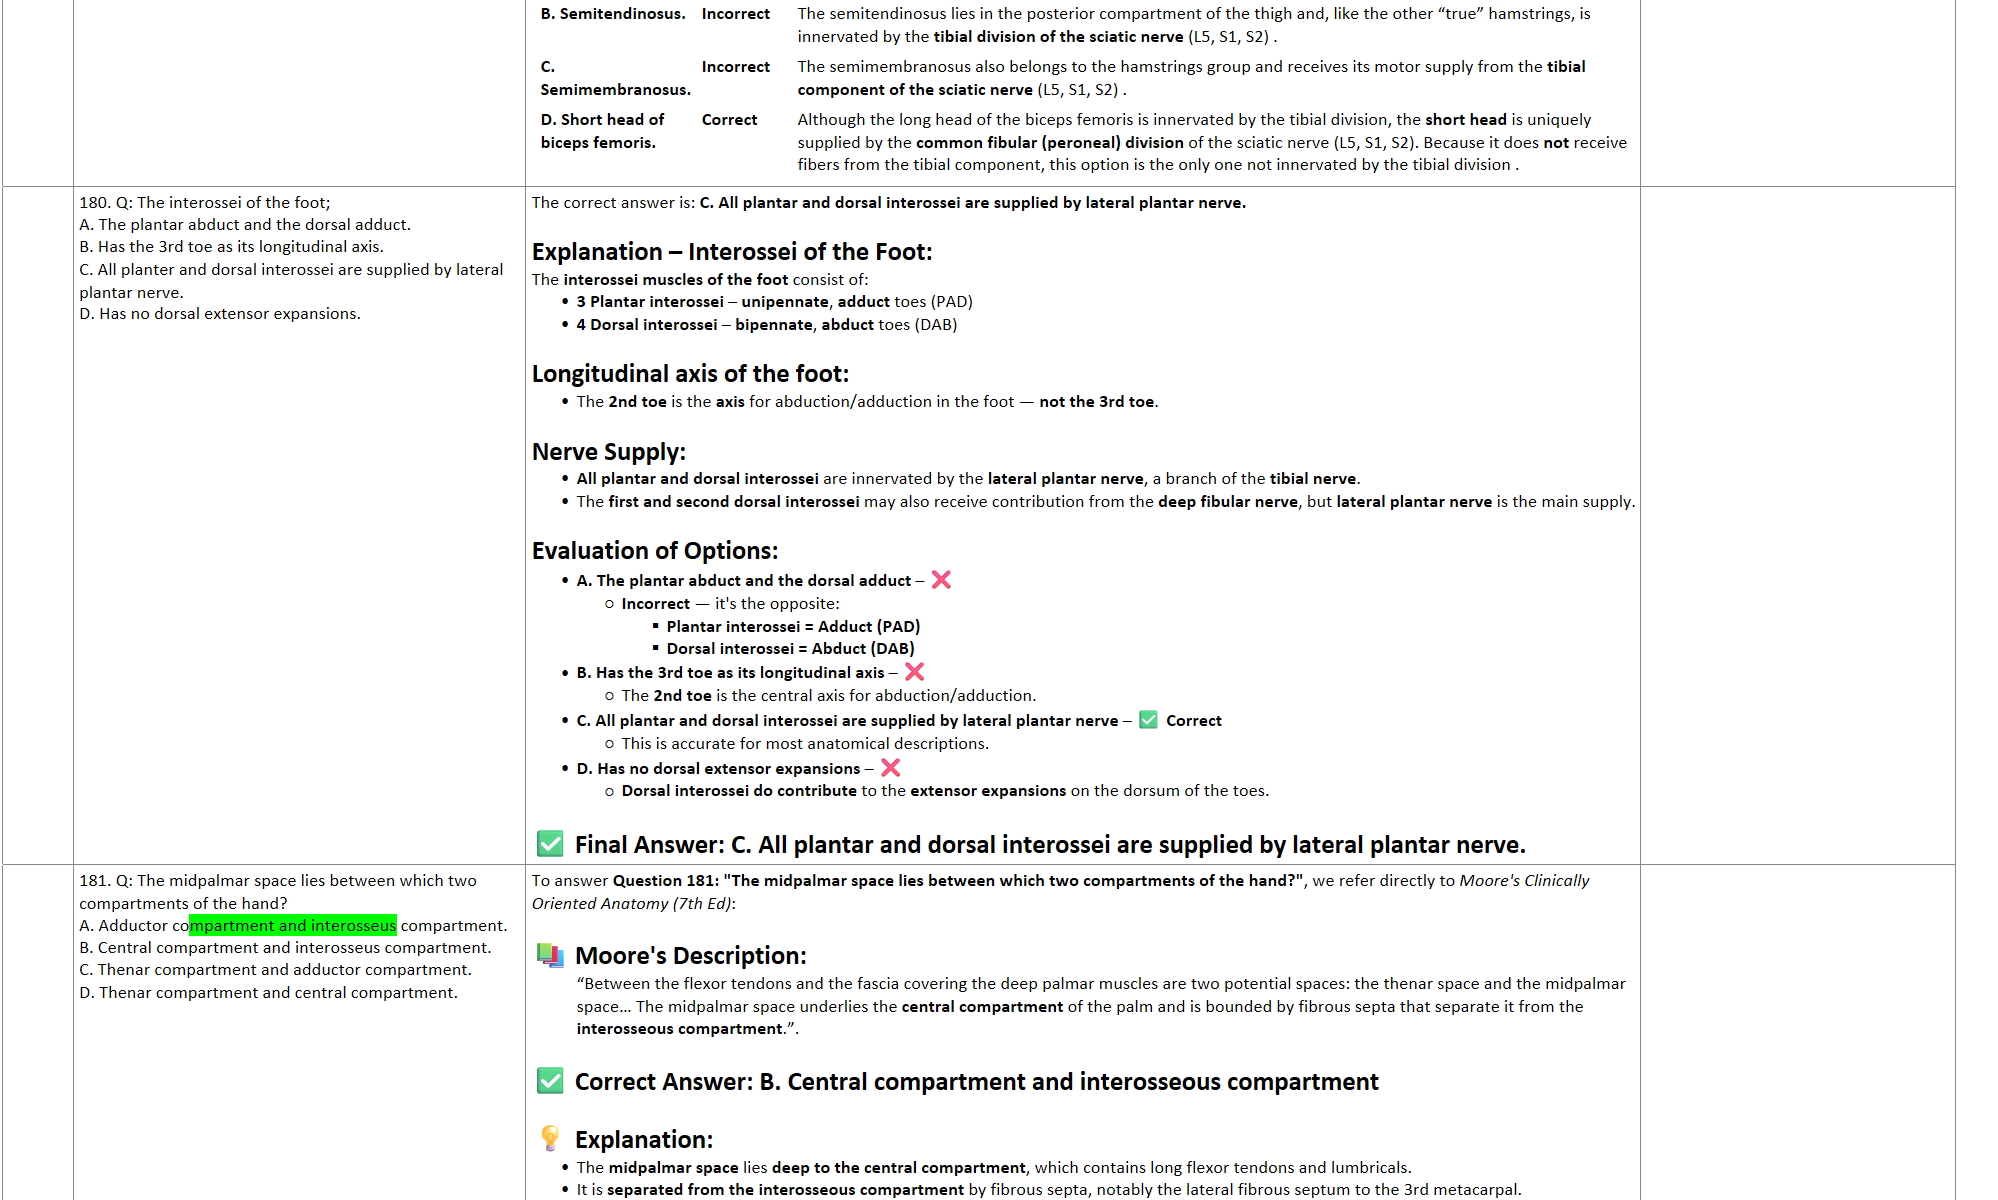 B. Semitendinosus. Incorrect The semitendinosus lies in the posterior compartment of the thigh and, like the other “true” hamstrings, is
innervated by the tibial division of the sciatic nerve (L5, S1, S2) .
C. Incorrect The semimembranosus also belongs to the hamstrings group and receives its motor supply from the tibial
Semimembranosus. component of the sciatic nerve (L5, S1, S2) .
D. Short head of Correct Although the long head of the biceps femoris is innervated by the tibial division, the short head is uniquely
biceps femoris. supplied by the common fibular (peroneal) division of the sciatic nerve (L5, S1, S2). Because it does not receive
fibers from the tibial component, this option is the only one not innervated by the tibial division .
180. Q: The interossei of the foot;
A. The plantar abduct and the dorsal adduct.
B. Has the 3rd toe as its longitudinal axis.
C. All planter and dorsal interossei are supplied by lateral
plantar nerve.
D. Has no dorsal extensor expansions.
The correct answer is: C. All plantar and dorsal interossei are supplied by lateral plantar nerve.
Explanation – Interossei of the Foot:
The interossei muscles of the foot consist of:
• 3 Plantar interossei – unipennate, adduct toes (PAD)
• 4 Dorsal interossei – bipennate, abduct toes (DAB)
Longitudinal axis of the foot:
• The 2nd toe is the axis for abduction/adduction in the foot — not the 3rd toe.
Nerve Supply:
• All plantar and dorsal interossei are innervated by the lateral plantar nerve, a branch of the tibial nerve.
• The first and second dorsal interossei may also receive contribution from the deep fibular nerve, but lateral plantar nerve is the main supply.
Evaluation of Options:
• A. The plantar abduct and the dorsal adduct – ❌
○ Incorrect — it's the opposite:
▪ Plantar interossei = Adduct (PAD)
▪ Dorsal interossei = Abduct (DAB)
• B. Has the 3rd toe as its longitudinal axis – ❌
○ The 2nd toe is the central axis for abduction/adduction.
• C. All plantar and dorsal interossei are supplied by lateral plantar nerve – ✅ Correct
○ This is accurate for most anatomical descriptions.
• D. Has no dorsal extensor expansions – ❌
○ Dorsal interossei do contribute to the extensor expansions on the dorsum of the toes.
✅ Final Answer: C. All plantar and dorsal interossei are supplied by lateral plantar nerve.
181. Q: The midpalmar space lies between which two
compartments of the hand?
A. Adductor compartment and interosseus compartment.
B. Central compartment and interosseus compartment.
C. Thenar compartment and adductor compartment.
D. Thenar compartment and central compartment.
To answer Question 181: "The midpalmar space lies between which two compartments of the hand?", we refer directly to Moore's Clinically
Oriented Anatomy (7th Ed):
📚 Moore's Description:
“Between the flexor tendons and the fascia covering the deep palmar muscles are two potential spaces: the thenar space and the midpalmar
space... The midpalmar space underlies the central compartment of the palm and is bounded by fibrous septa that separate it from the
interosseous compartment.”.
✅ Correct Answer: B. Central compartment and interosseous compartment
💡 Explanation:
• The midpalmar space lies deep to the central compartment, which contains long flexor tendons and lumbricals.
• It is separated from the interosseous compartment by fibrous septa, notably the lateral fibrous septum to the 3rd metacarpal.